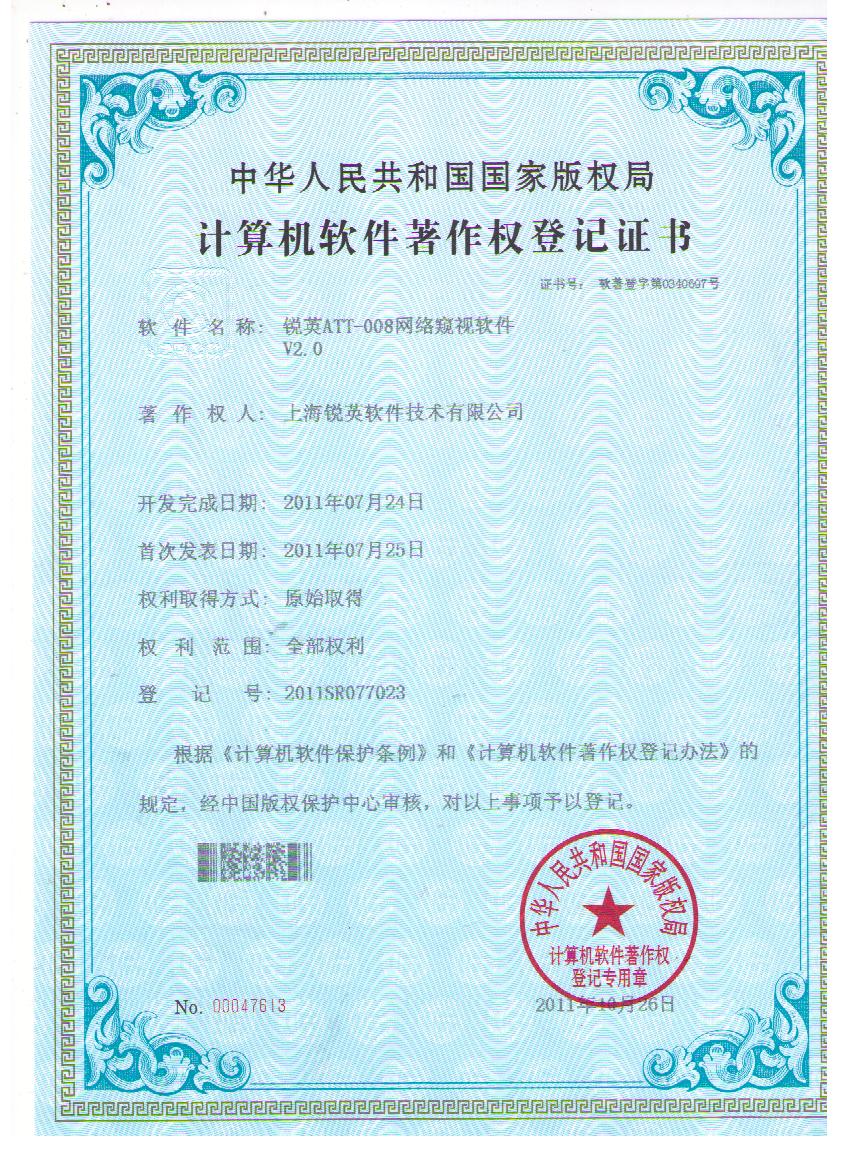 中华人民共和国国家版权局
计算机软件著作权登记证书
证书号： 软著登字第0340697号
软件名称： 锐英ATT-008网络窥视软件
V2.0
著作权人： 上海锐英软件技术有限公司
开发完成日期： 2011年07月24日
首次发表日期： 2011年07月25日
权利取得方式： 原始取得
权利范围： 全部权利
登记号： 2011SR077023
根据《计算机软件保护条例》和《计算机软件著作权登记办法》的
规定，经中国版权保护中心审核，对以上事项予以登记。
中华人民共和国国家版权局
计算机软件著作权
登记专用章
No. 00047613
2011年10月26日